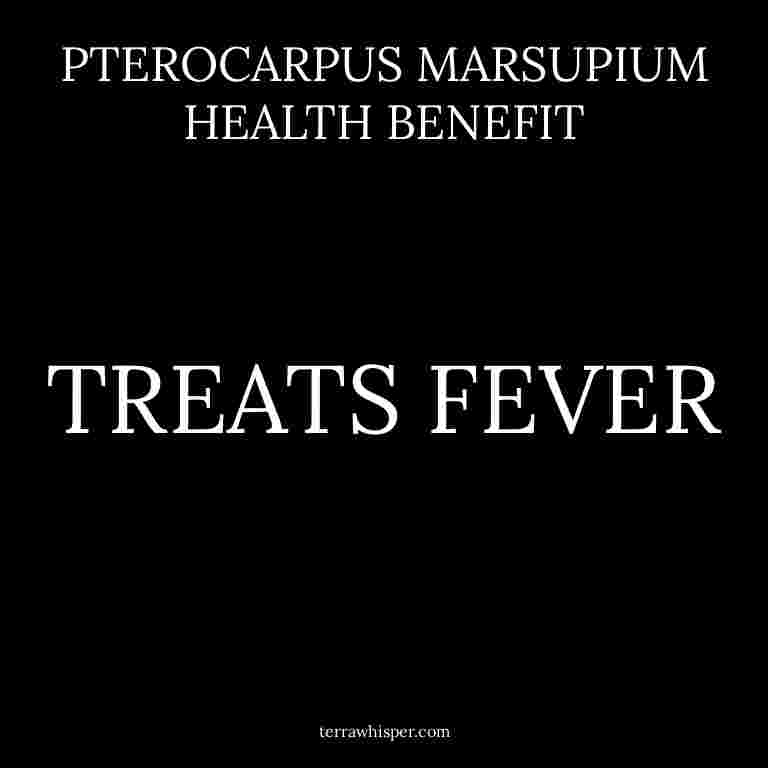 PTEROCARPUS MARSUPIUM
HEALTH BENEFIT
TREATS FEVER
terrawhisper.com